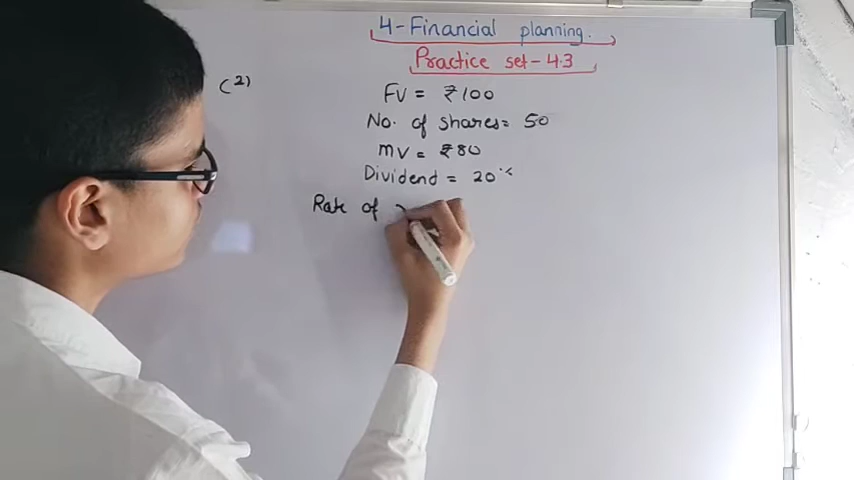 4-Financial planning.
Practice set-4.3
(2)
FV = ₹100
No. of shares= 50
MV = ₹80
Dividend = 20%
Rate of